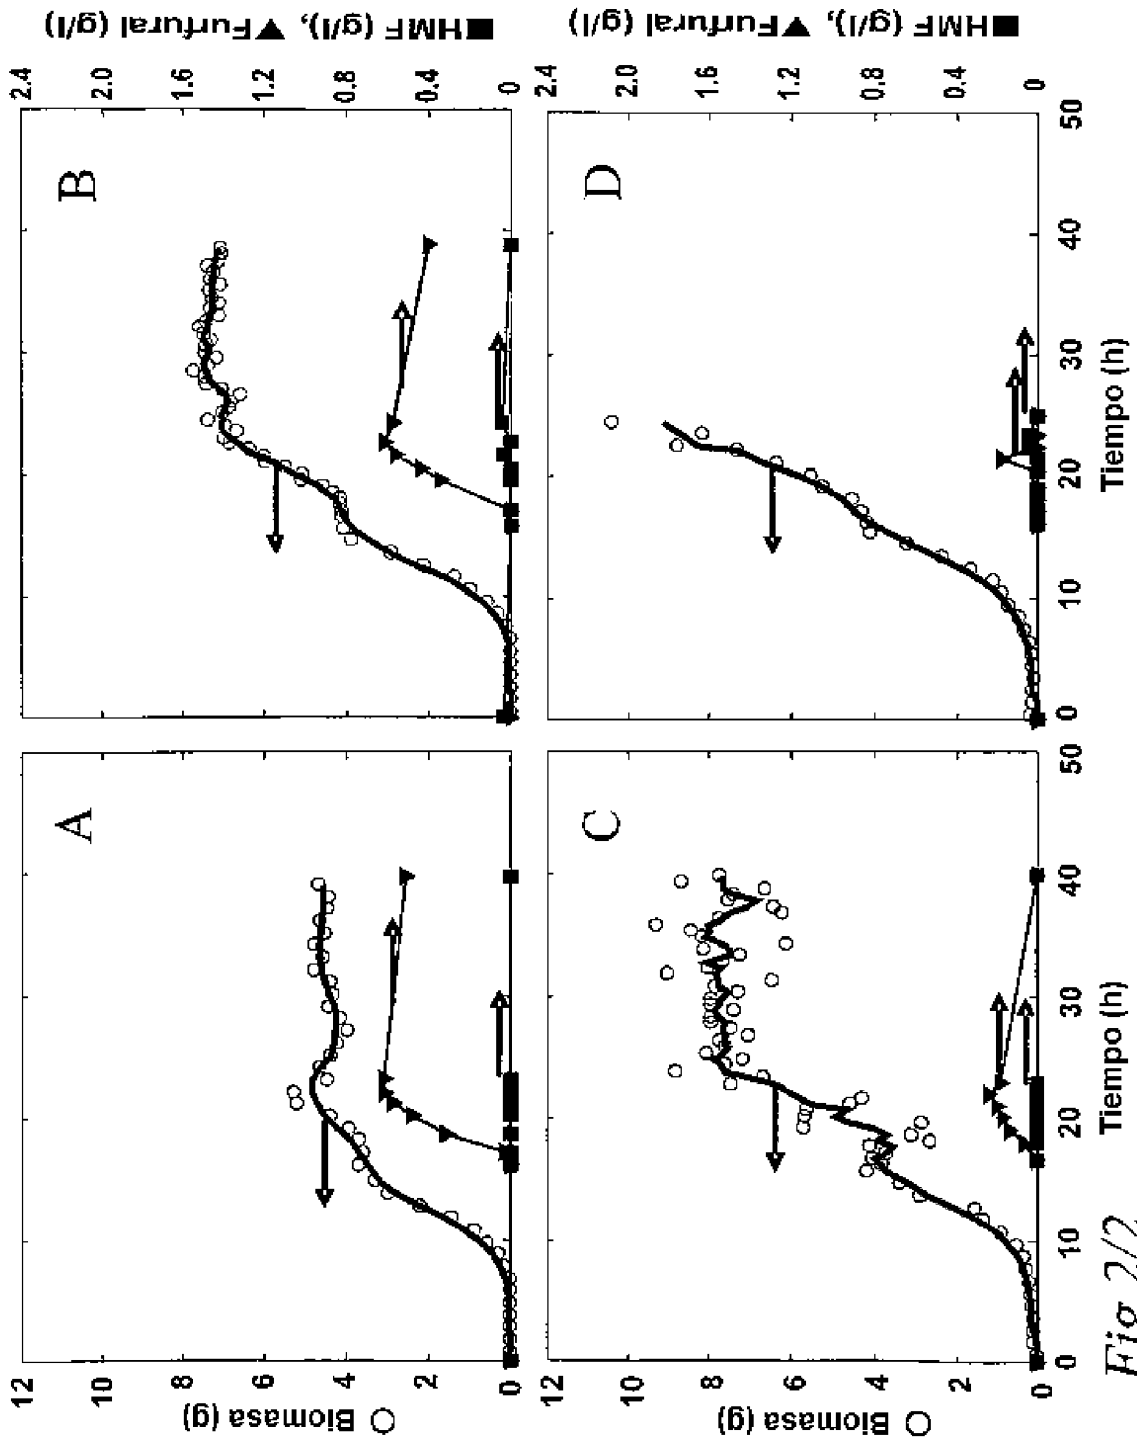 A
B
12
10
8
6
4
2
0
○ Biomasa (g)
2.4
2.0
1.6
1.2
0.8
0.4
0
■HMF (g/l), ▼Furfural (g/l)
C
D
12
10
8
6
4
2
0
○ Biomasa (g)
2.4
2.0
1.6
1.2
0.8
0.4
0
■HMF (g/l), ▼Furfural (g/l)
0 10 20 30 40 50
Tiempo (h)
0 10 20 30 40 50
Tiempo (h)
Fig. 2/2